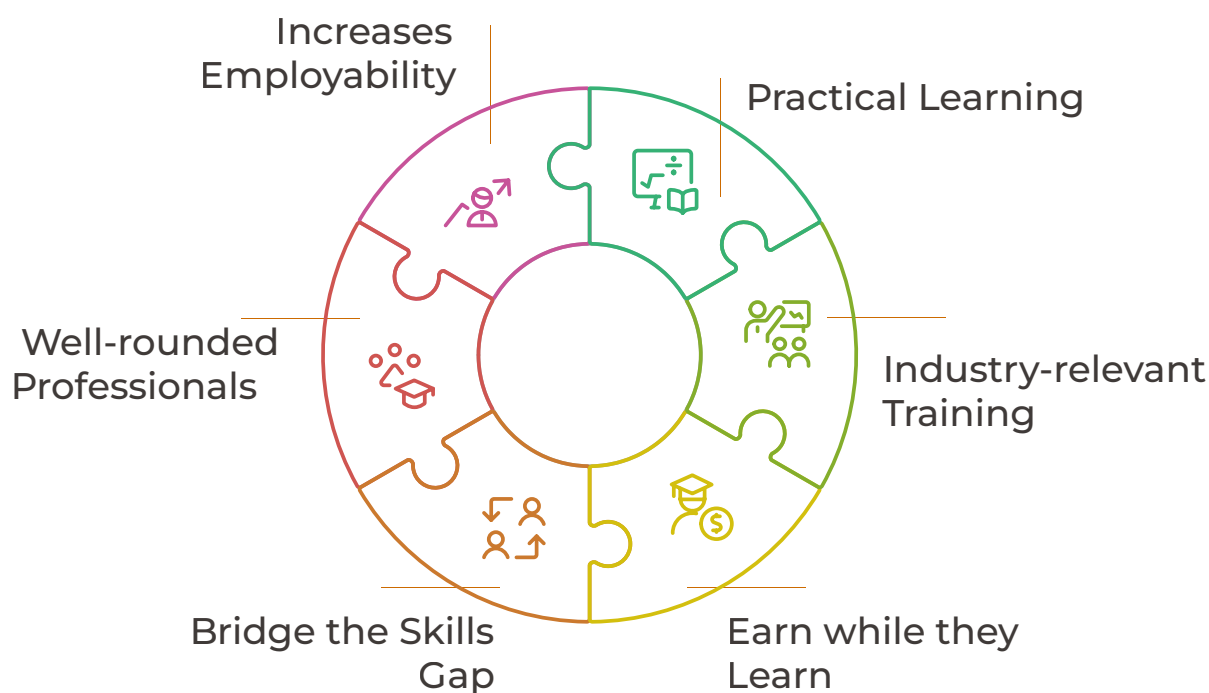 Increases
Employability
Practical Learning
Industry-relevant
Training
Earn while they
Learn
Bridge the Skills
Gap
Well-rounded
Professionals
$